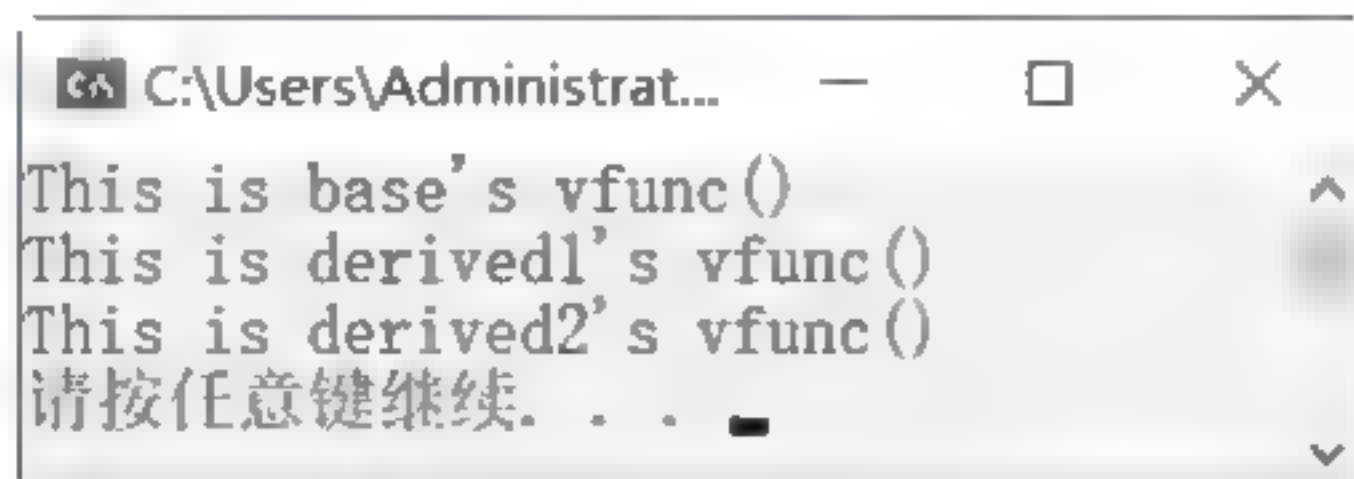 C:\Users\Administrat...
This is base's vfunc()
This is derived1's vfunc()
This is derived2's vfunc()
请按任意键继续. . .